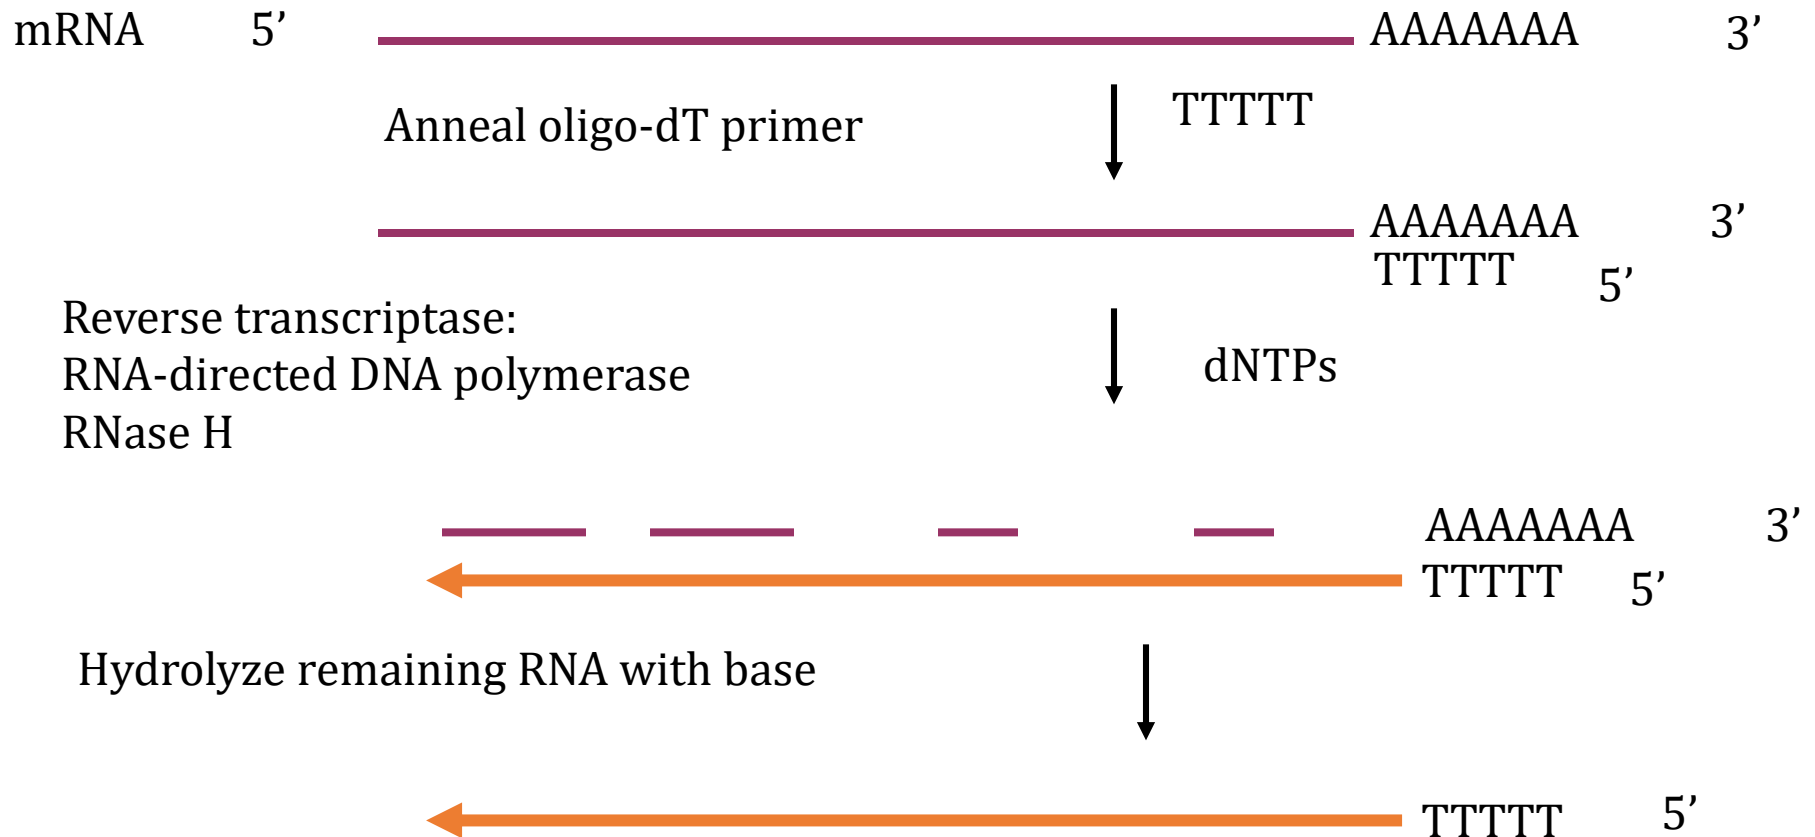 mRNA 5’ AAAAAAA 3’
Anneal oligo-dT primer TTTTT
AAAAAAA 3’
TTTTT 5’
Reverse transcriptase:
RNA-directed DNA polymerase dNTPs
RNase H
AAAAAAA 3’
TTTTT 5’
Hydrolyze remaining RNA with base
TTTTT 5’